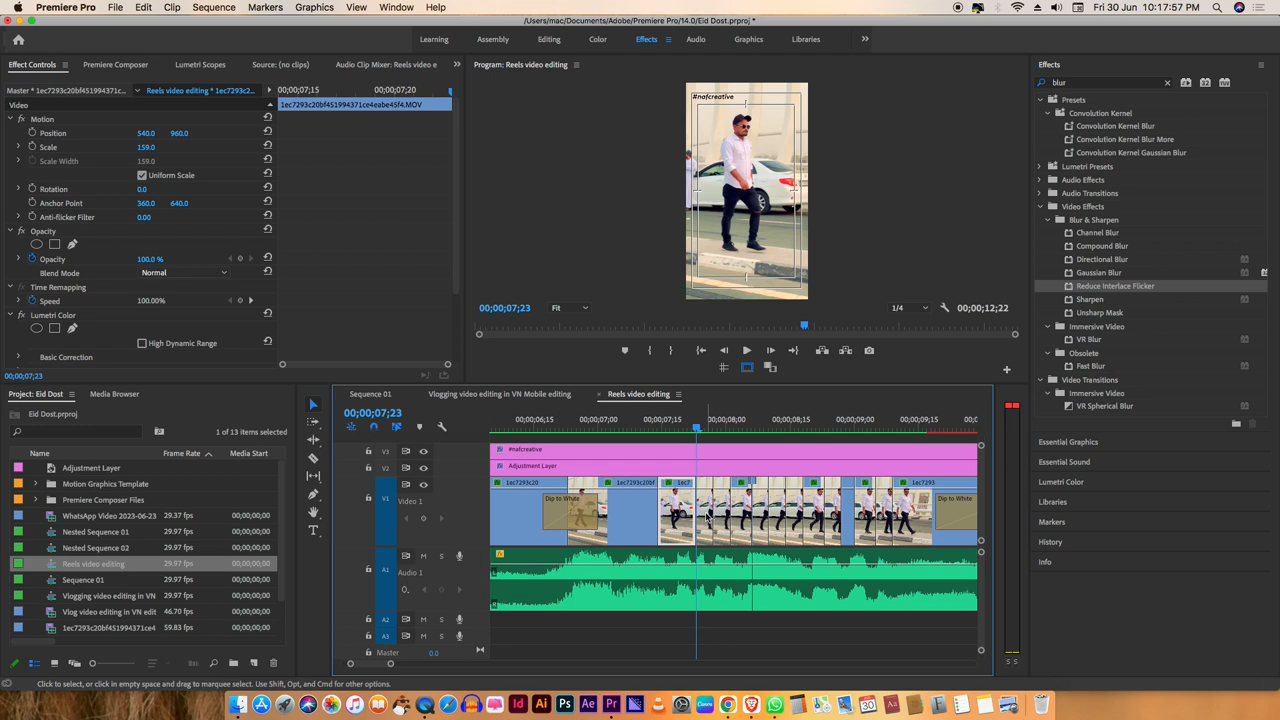 Premiere Pro File Edit Clip Sequence Markers Graphics View Window Help Fri 30 Jun 10:17:57 PM
/Users/mac/Documents/Adobe/Premiere Pro/14.0/Eid Dost.prproj *
Learning Assembly Editing Color Effects Audio Graphics Libraries
Effect Controls Premiere Composer Lumetri Scopes Source: (no clips) Audio Clip Mixer: Reels video e
Program: Reels video editing
Effects
Master * 1ec7293c20bf451994371c... Reels video editing * 1ec7293c2... 00;00;07;15 00;00;07;20
blur
Video
1ec7293c20bf451994371ce4eabe45f4.MOV
Motion
Position 540.0 960.0
Scale 159.0
Scale Width 159.0
Uniform Scale
Rotation 0.0
Anchor Point 360.0 640.0
Anti-flicker Filter 0.00
Opacity
Opacity 100.0 %
Blend Mode Normal
Time Remapping
Speed 100.00%
Lumetri Color
High Dynamic Range
Basic Correction
00;00;07;23
#nafcreative
00;00;07;23 Fit 1/4 00;00;12;22
Presets
Convolution Kernel
Convolution Kernel Blur
Convolution Kernel Blur More
Convolution Kernel Gaussian Blur
Lumetri Presets
Audio Effects
Audio Transitions
Video Effects
Blur & Sharpen
Channel Blur
Compound Blur
Directional Blur
Gaussian Blur
Reduce Interlace Flicker
Sharpen
Unsharp Mask
Immersive Video
VR Blur
Obsolete
Fast Blur
Video Transitions
Immersive Video
VR Spherical Blur
Essential Graphics
Essential Sound
Lumetri Color
Libraries
Markers
History
Info
Project: Eid Dost Media Browser
Eid Dost.prproj
1 of 13 items selected
Name Frame Rate Media Start
Adjustment Layer
Motion Graphics Template
Premiere Composer Files
WhatsApp Video 2023-06-23 29.37 fps 00;00;00;00
Nested Sequence 01 29.97 fps 00;00;00;00
Nested Sequence 02 29.97 fps 00;00;00;00
Reels video editing 29.97 fps 00;00;00;00
Sequence 01 29.97 fps 00;00;00;00
Vlogging video editing in VN 29.97 fps 00;00;00;00
Vlog video editing in VN edit 46.70 fps 00;00;00;00
1ec7293c20bf451994371ce4 59.83 fps 00;00;00;00
Sequence 01 Vlogging video editing in VN Mobile editing Reels video editing
00;00;07;23
00;00;06;15 00;00;07;00 00;00;07;15 00;00;08;00 00;00;08;15 00;00;09;00 00;00;09;15
V3 #nafcreative
V2 Adjustment Layer
1ec7293c20 1ec7293c20bf 1ec7 1ec7293
V1 Video 1
Dip to White Dip to White
A1 M S
Audio 1
A2 M S
A3 M S
Master 0.0
S S
Click to select, or click in empty space and drag to marquee select. Use Shift, Opt, and Cmd for other options.
Id Ai Ps Ae Pr Canva 30